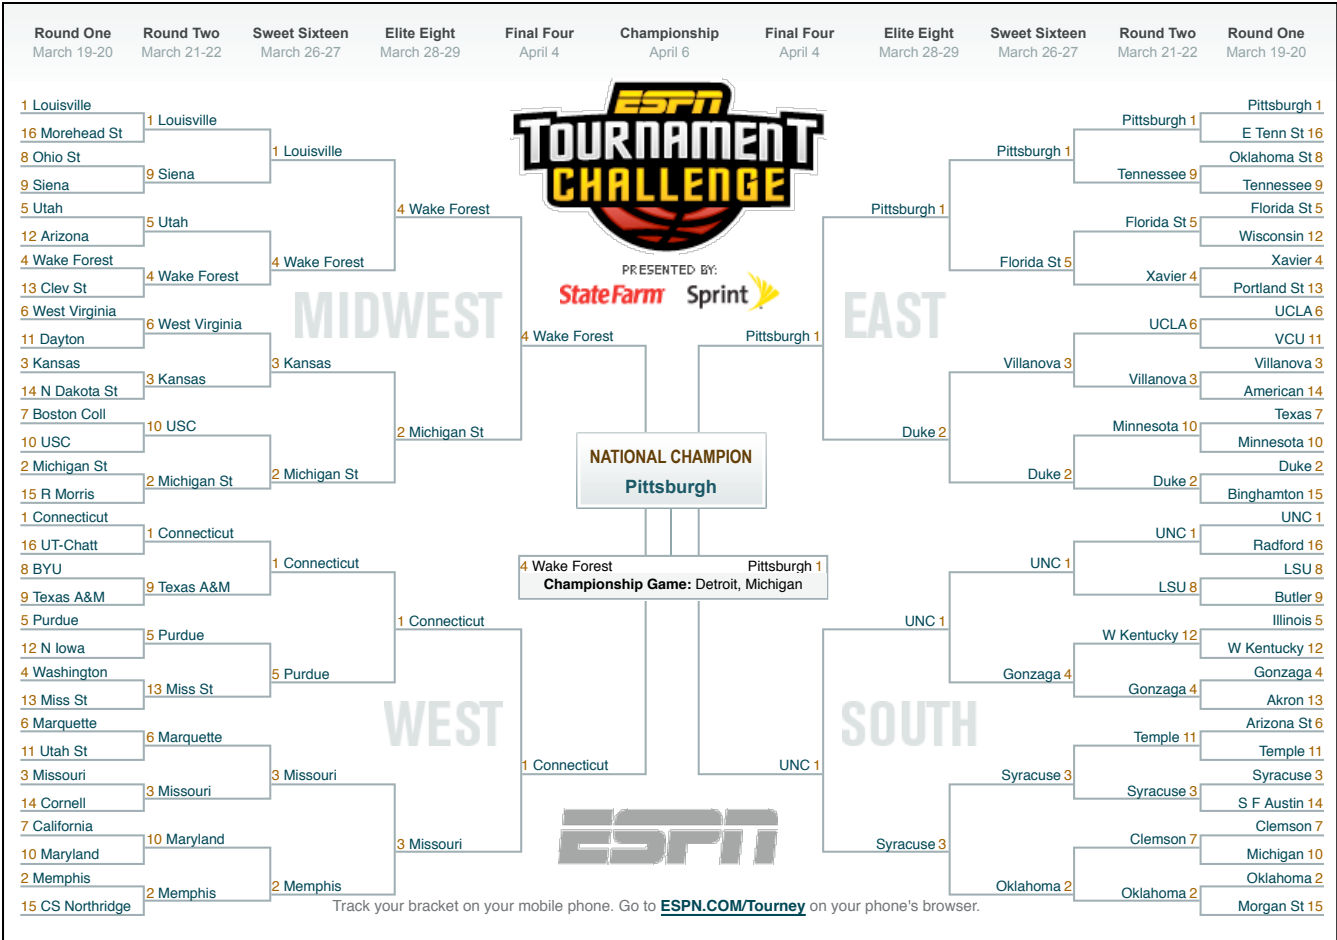 Round One Round Two Sweet Sixteen Elite Eight Final Four Championship Final Four Elite Eight Sweet Sixteen Round Two Round One
March 19-20 March 21-22 March 26-27 March 28-29 April 4 April 6 April 4 March 28-29 March 26-27 March 21-22 March 19-20
ESPN
TOURNAMENT
CHALLENGE
PRESENTED BY:
State Farm Sprint
MIDWEST
1 Louisville
16 Morehead St
8 Ohio St
9 Siena
5 Utah
12 Arizona
4 Wake Forest
13 Clev St
6 West Virginia
11 Dayton
3 Kansas
14 N Dakota St
7 Boston Coll
10 USC
2 Michigan St
15 R Morris
1 Louisville
9 Siena
5 Utah
4 Wake Forest
6 West Virginia
3 Kansas
10 USC
2 Michigan St
1 Louisville
4 Wake Forest
3 Kansas
2 Michigan St
4 Wake Forest
2 Michigan St
4 Wake Forest
WEST
1 Connecticut
16 UT-Chatt
8 BYU
9 Texas A&M
5 Purdue
12 N Iowa
4 Washington
13 Miss St
6 Marquette
11 Utah St
3 Missouri
14 Cornell
7 California
10 Maryland
2 Memphis
15 CS Northridge
1 Connecticut
9 Texas A&M
5 Purdue
13 Miss St
6 Marquette
3 Missouri
10 Maryland
2 Memphis
1 Connecticut
5 Purdue
3 Missouri
2 Memphis
1 Connecticut
3 Missouri
1 Connecticut
NATIONAL CHAMPION
Pittsburgh
4 Wake Forest Pittsburgh 1
Championship Game: Detroit, Michigan
EAST
Pittsburgh 1
Pittsburgh 1
Duke 2
Pittsburgh 1
Florida St 5
Villanova 3
Duke 2
Pittsburgh 1
Tennessee 9
Florida St 5
Xavier 4
UCLA 6
Villanova 3
Minnesota 10
Duke 2
Pittsburgh 1
E Tenn St 16
Oklahoma St 8
Tennessee 9
Florida St 5
Wisconsin 12
Xavier 4
Portland St 13
UCLA 6
VCU 11
Villanova 3
American 14
Texas 7
Minnesota 10
Duke 2
Binghamton 15
SOUTH
UNC 1
UNC 1
Syracuse 3
UNC 1
Gonzaga 4
Syracuse 3
Oklahoma 2
UNC 1
LSU 8
W Kentucky 12
Gonzaga 4
Temple 11
Syracuse 3
Clemson 7
Oklahoma 2
UNC 1
Radford 16
LSU 8
Butler 9
Illinois 5
W Kentucky 12
Gonzaga 4
Akron 13
Arizona St 6
Temple 11
Syracuse 3
S F Austin 14
Clemson 7
Michigan 10
Oklahoma 2
Morgan St 15
ESPN
Track your bracket on your mobile phone. Go to ESPN.COM/Tourney on your phone's browser.